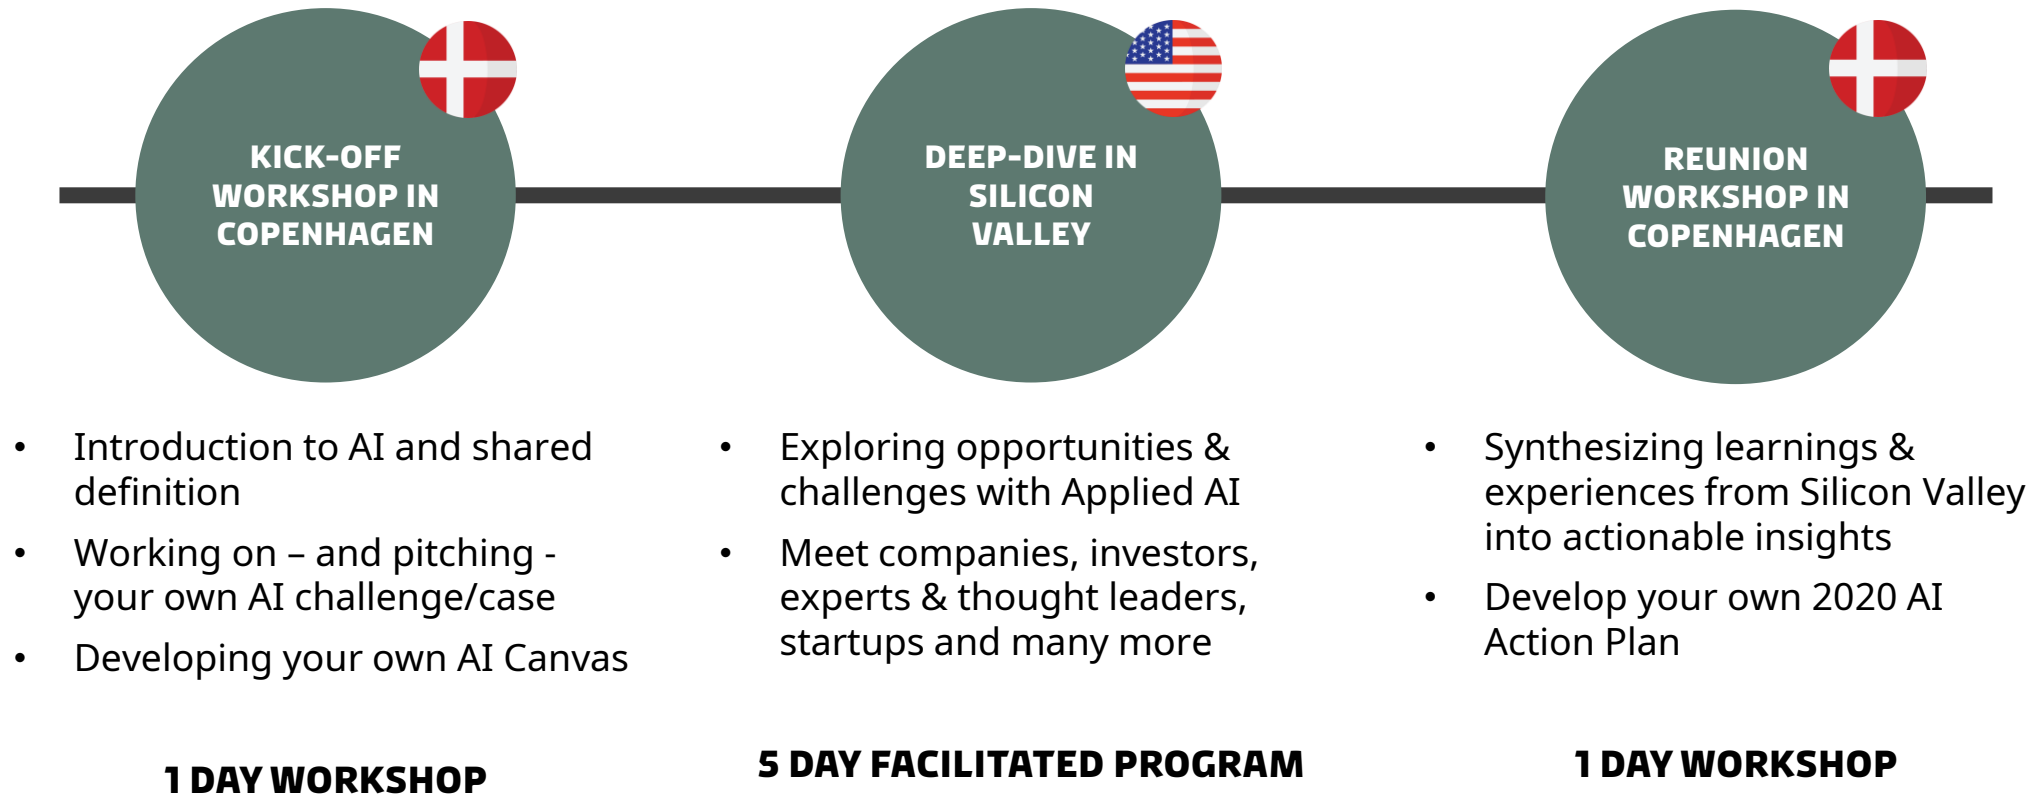 KICK-OFF
WORKSHOP IN
COPENHAGEN
DEEP-DIVE IN
SILICON
VALLEY
REUNION
WORKSHOP IN
COPENHAGEN
• Introduction to AI and shared
definition
• Working on – and pitching -
your own AI challenge/case
• Developing your own AI Canvas
1 DAY WORKSHOP
• Exploring opportunities &
challenges with Applied AI
• Meet companies, investors,
experts & thought leaders,
startups and many more
5 DAY FACILITATED PROGRAM
• Synthesizing learnings &
experiences from Silicon Valley
into actionable insights
• Develop your own 2020 AI
Action Plan
1 DAY WORKSHOP